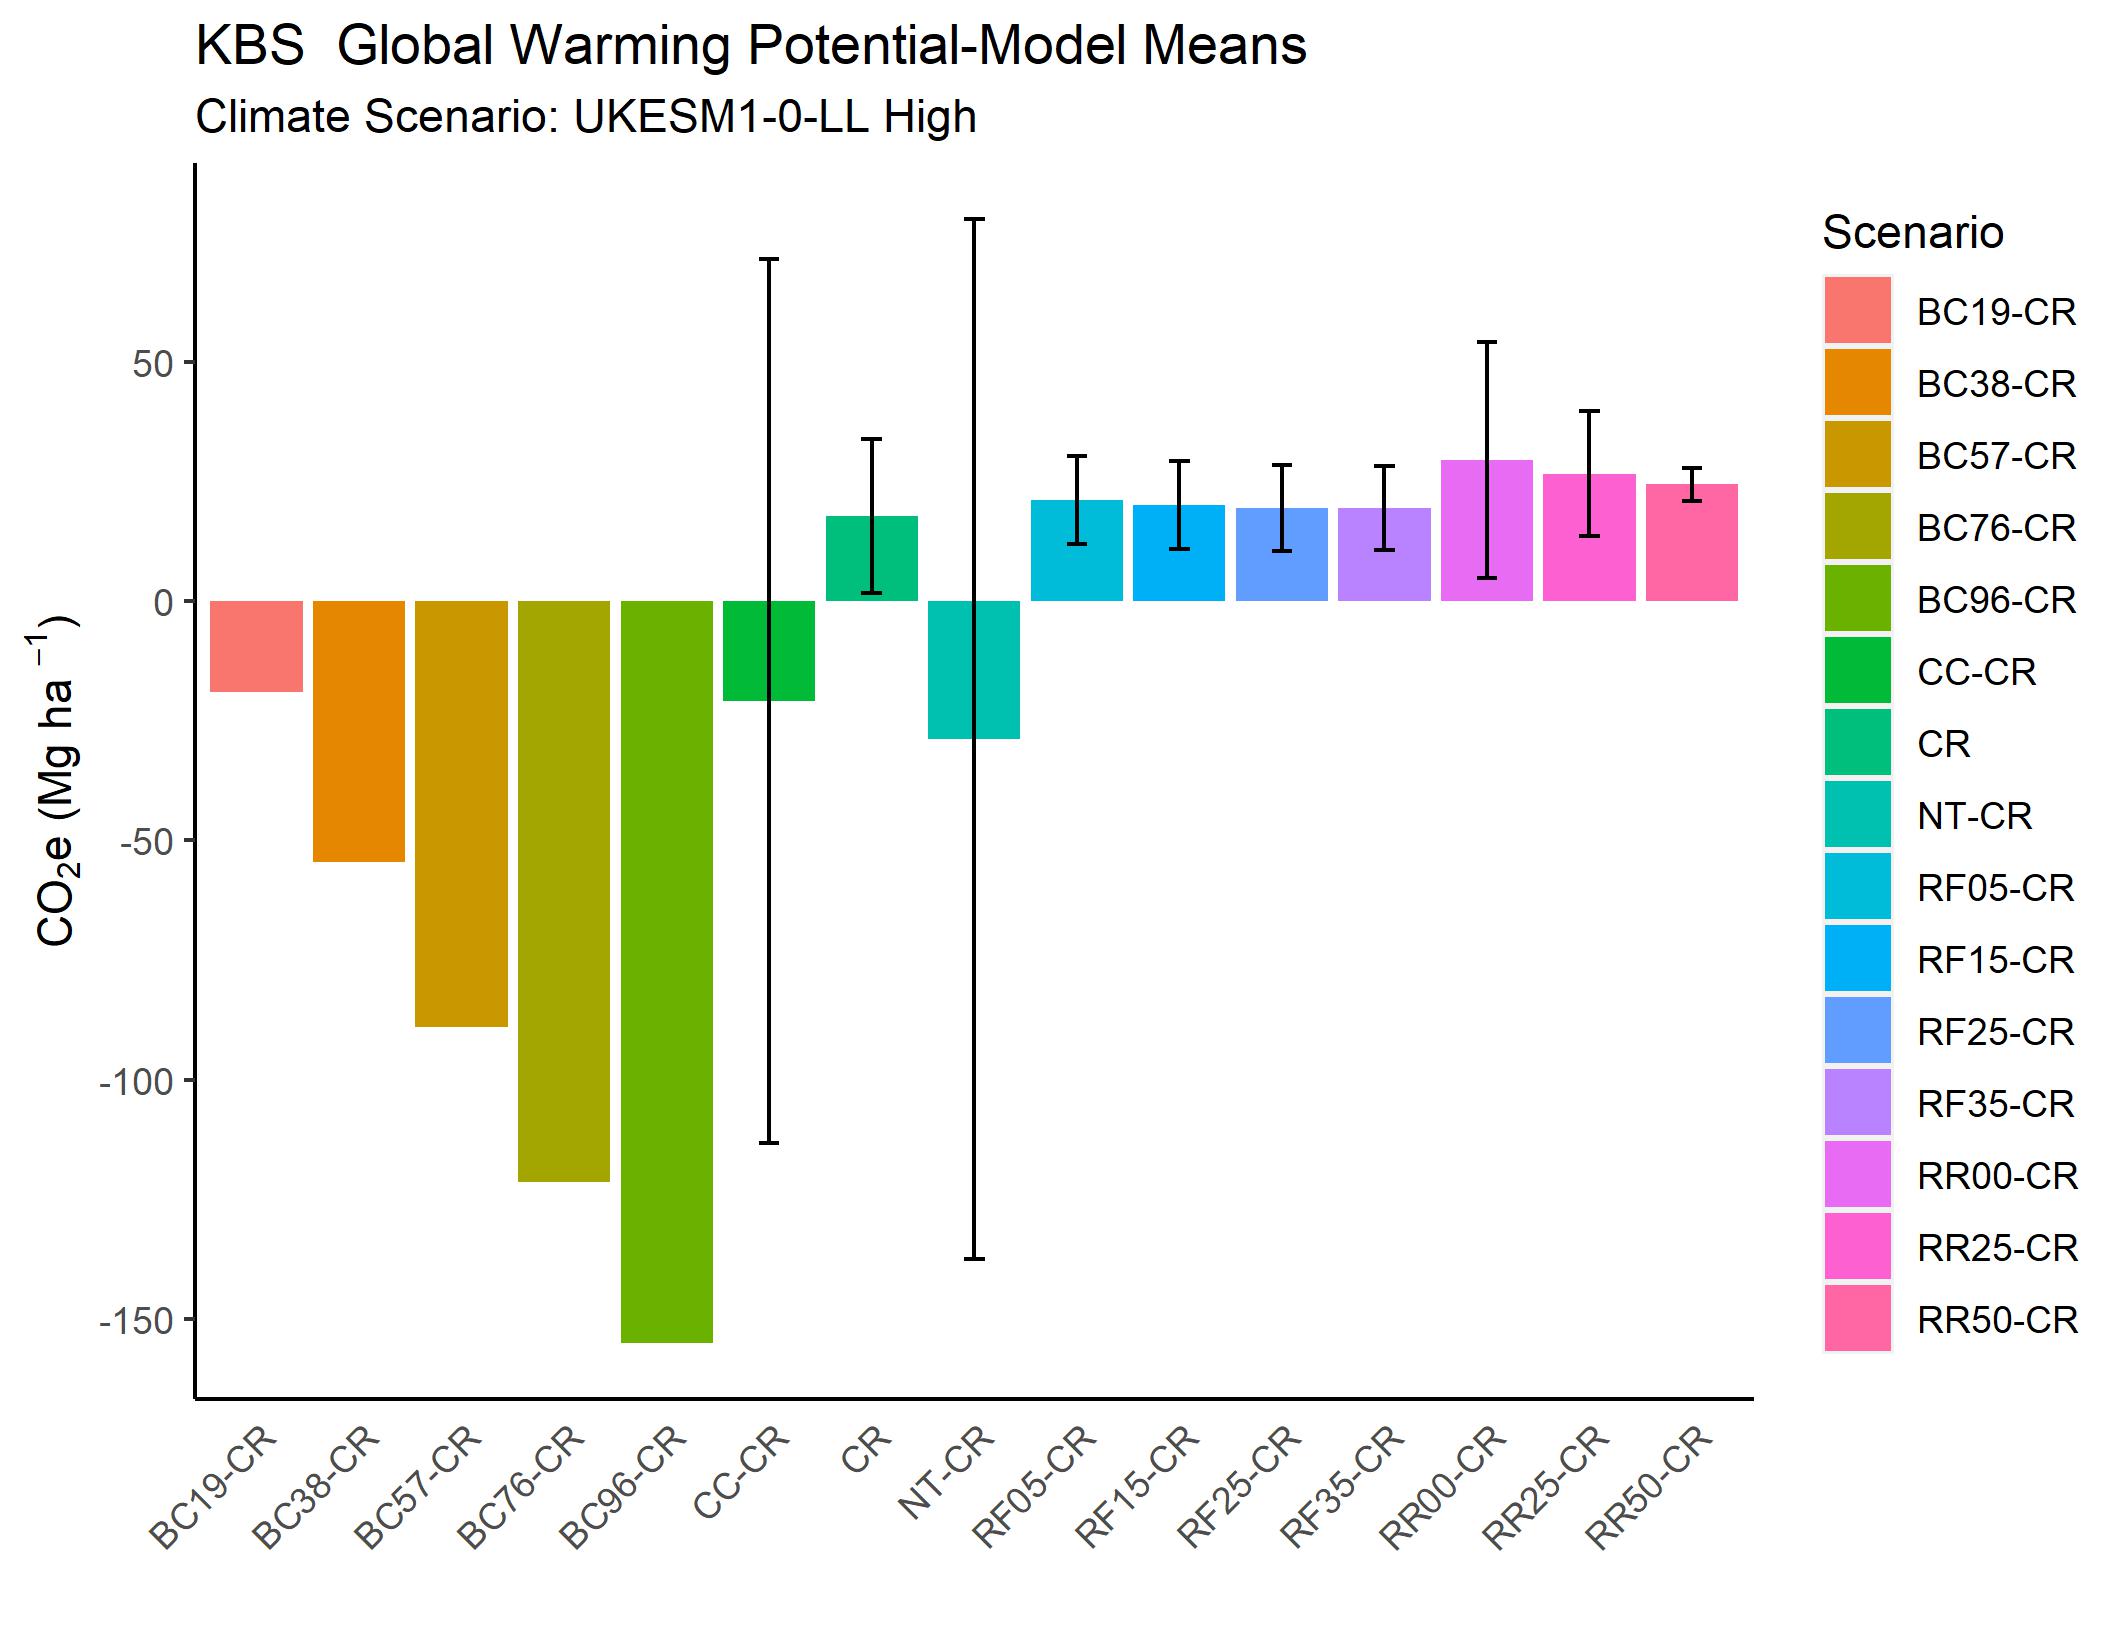 KBS  Global Warming Potential-Model Means
Climate Scenario: UKESM1-0-LL High
CO₂e (Mg ha ⁻¹)
50
0
-50
-100
-150
BC19-CR
BC38-CR
BC57-CR
BC76-CR
BC96-CR
CC-CR
CR
NT-CR
RF05-CR
RF15-CR
RF25-CR
RF35-CR
RR00-CR
RR25-CR
RR50-CR
Scenario
BC19-CR
BC38-CR
BC57-CR
BC76-CR
BC96-CR
CC-CR
CR
NT-CR
RF05-CR
RF15-CR
RF25-CR
RF35-CR
RR00-CR
RR25-CR
RR50-CR